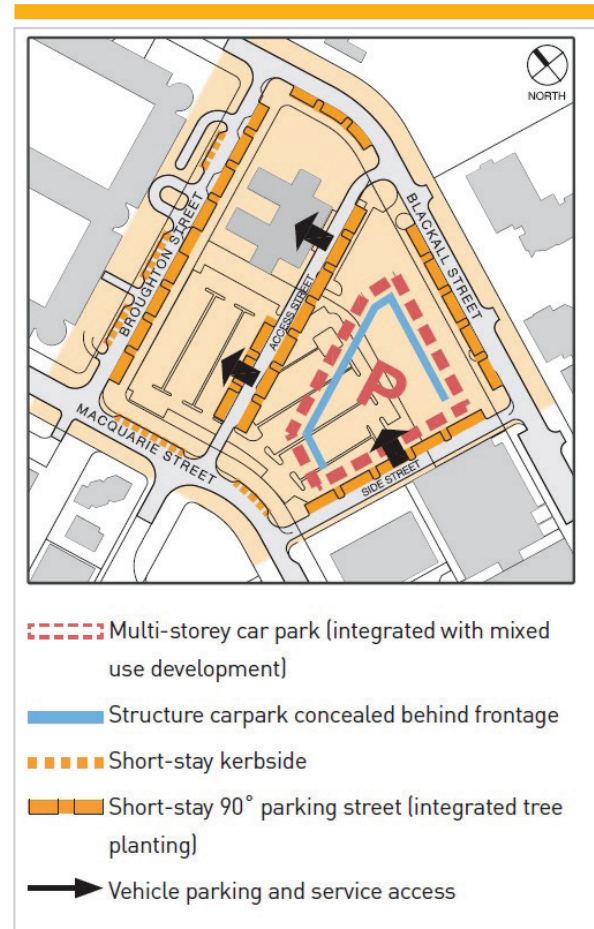 NORTH
BROUGHTON STREET
BLACKALL STREET
ACCESS STREET
P
MACQUARIE STREET
SIDE STREET
Multi-storey car park (integrated with mixed
use development)
Structure carpark concealed behind frontage
Short-stay kerbside
Short-stay 90° parking street (integrated tree
planting)
Vehicle parking and service access